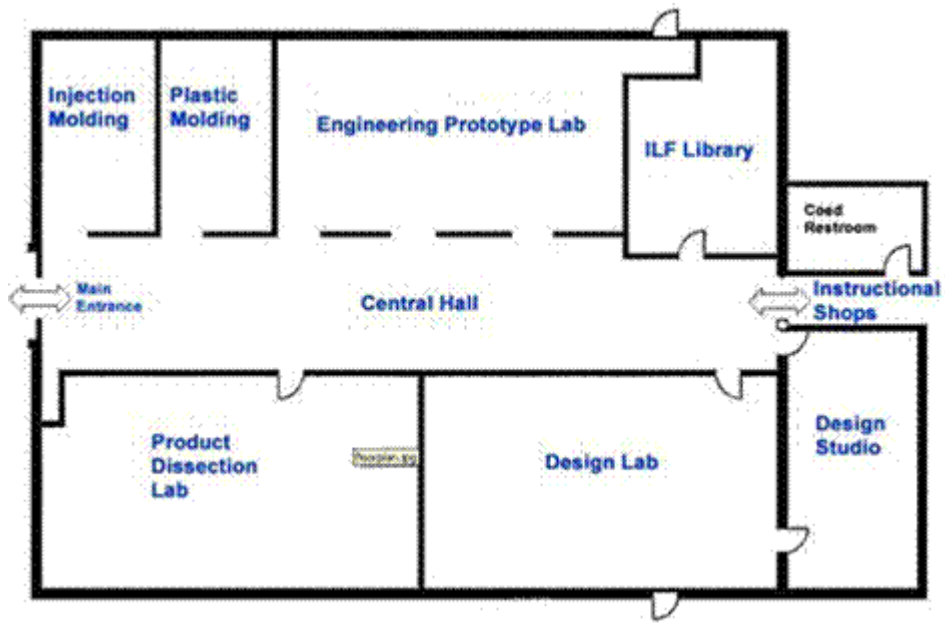 Injection
Molding
Plastic
Molding
Engineering Prototype Lab
ILF Library
Coed
Restroom
Main
Entrance
Central Hall
Instructional
Shops
Product
Dissection
Lab
Design Lab
Design
Studio